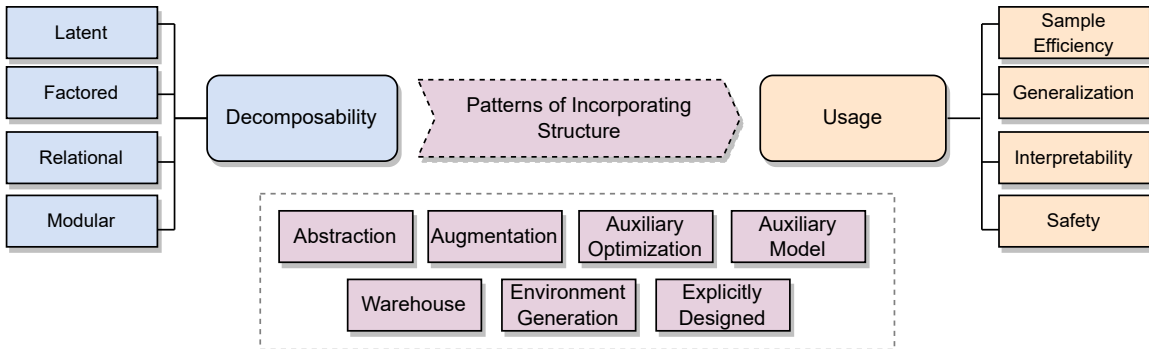 Latent
Factored
Relational
Modular
Decomposability
Patterns of Incorporating
Structure
Usage
Sample
Efficiency
Generalization
Interpretability
Safety
Abstraction
Augmentation
Auxiliary
Optimization
Auxiliary
Model
Warehouse
Environment
Generation
Explicitly
Designed